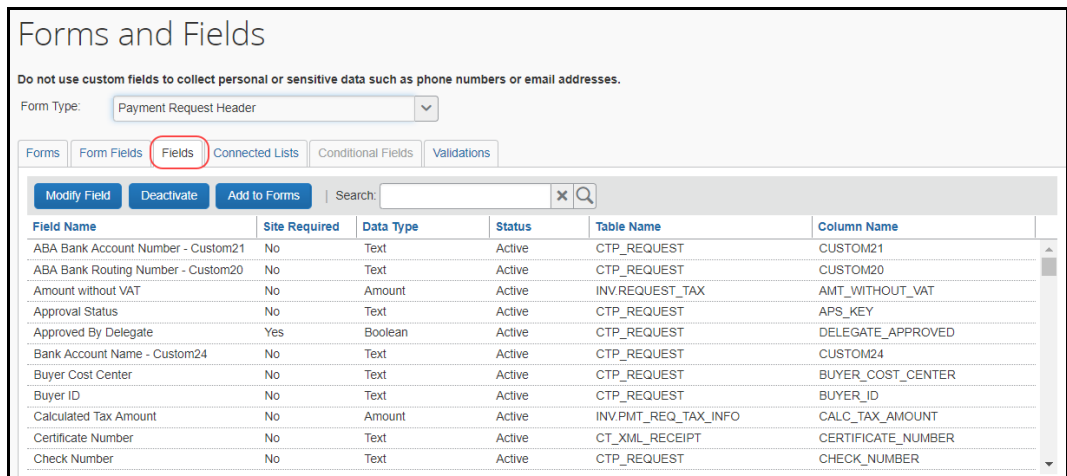 Forms and Fields
Do not use custom fields to collect personal or sensitive data such as phone numbers or email addresses.
Form Type: Payment Request Header
Forms Form Fields Fields Connected Lists Conditional Fields Validations
Modify Field Deactivate Add to Forms | Search:
Field Name Site Required Data Type Status Table Name Column Name
ABA Bank Account Number - Custom21 No Text Active CTP_REQUEST CUSTOM21
ABA Bank Routing Number - Custom20 No Text Active CTP_REQUEST CUSTOM20
Amount without VAT No Amount Active INV.REQUEST_TAX AMT_WITHOUT_VAT
Approval Status No Text Active CTP_REQUEST APS_KEY
Approved By Delegate Yes Boolean Active CTP_REQUEST DELEGATE_APPROVED
Bank Account Name - Custom24 No Text Active CTP_REQUEST CUSTOM24
Buyer Cost Center No Text Active CTP_REQUEST BUYER_COST_CENTER
Buyer ID No Text Active CTP_REQUEST BUYER_ID
Calculated Tax Amount No Amount Active INV.PMT_REQ_TAX_INFO CALC_TAX_AMOUNT
Certificate Number No Text Active CT_XML_RECEIPT CERTIFICATE_NUMBER
Check Number No Text Active CTP_REQUEST CHECK_NUMBER